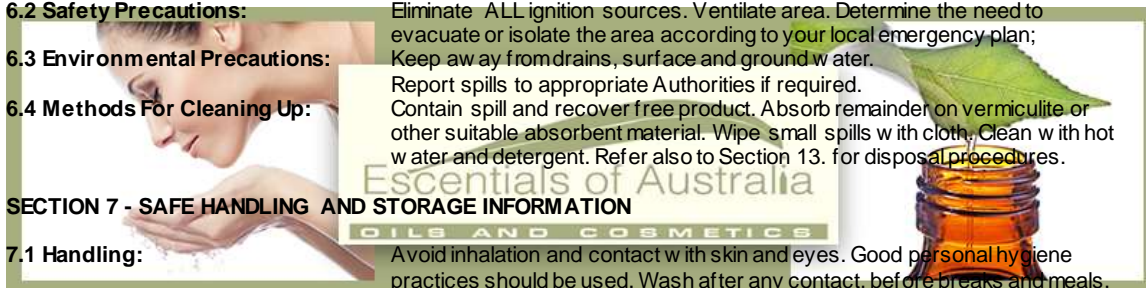 6.2 Safety Precautions: Eliminate ALL ignition sources. Ventilate area. Determine the need to
evacuate or isolate the area according to your local emergency plan;
6.3 Environmental Precautions: Keep away from drains, surface and ground water.
Report spills to appropriate Authorities if required.
6.4 Methods For Cleaning Up: Contain spill and recover free product. Absorb remainder on vermiculite or
other suitable absorbent material. Wipe small spills with cloth. Clean with hot
water and detergent. Refer also to Section 13. for disposal procedures.
Escentials of Australia
SECTION 7 - SAFE HANDLING AND STORAGE INFORMATION
OILS AND COSMETICS
7.1 Handling: Avoid inhalation and contact with skin and eyes. Good personal hygiene
practices should be used. Wash after any contact, before breaks and meals.